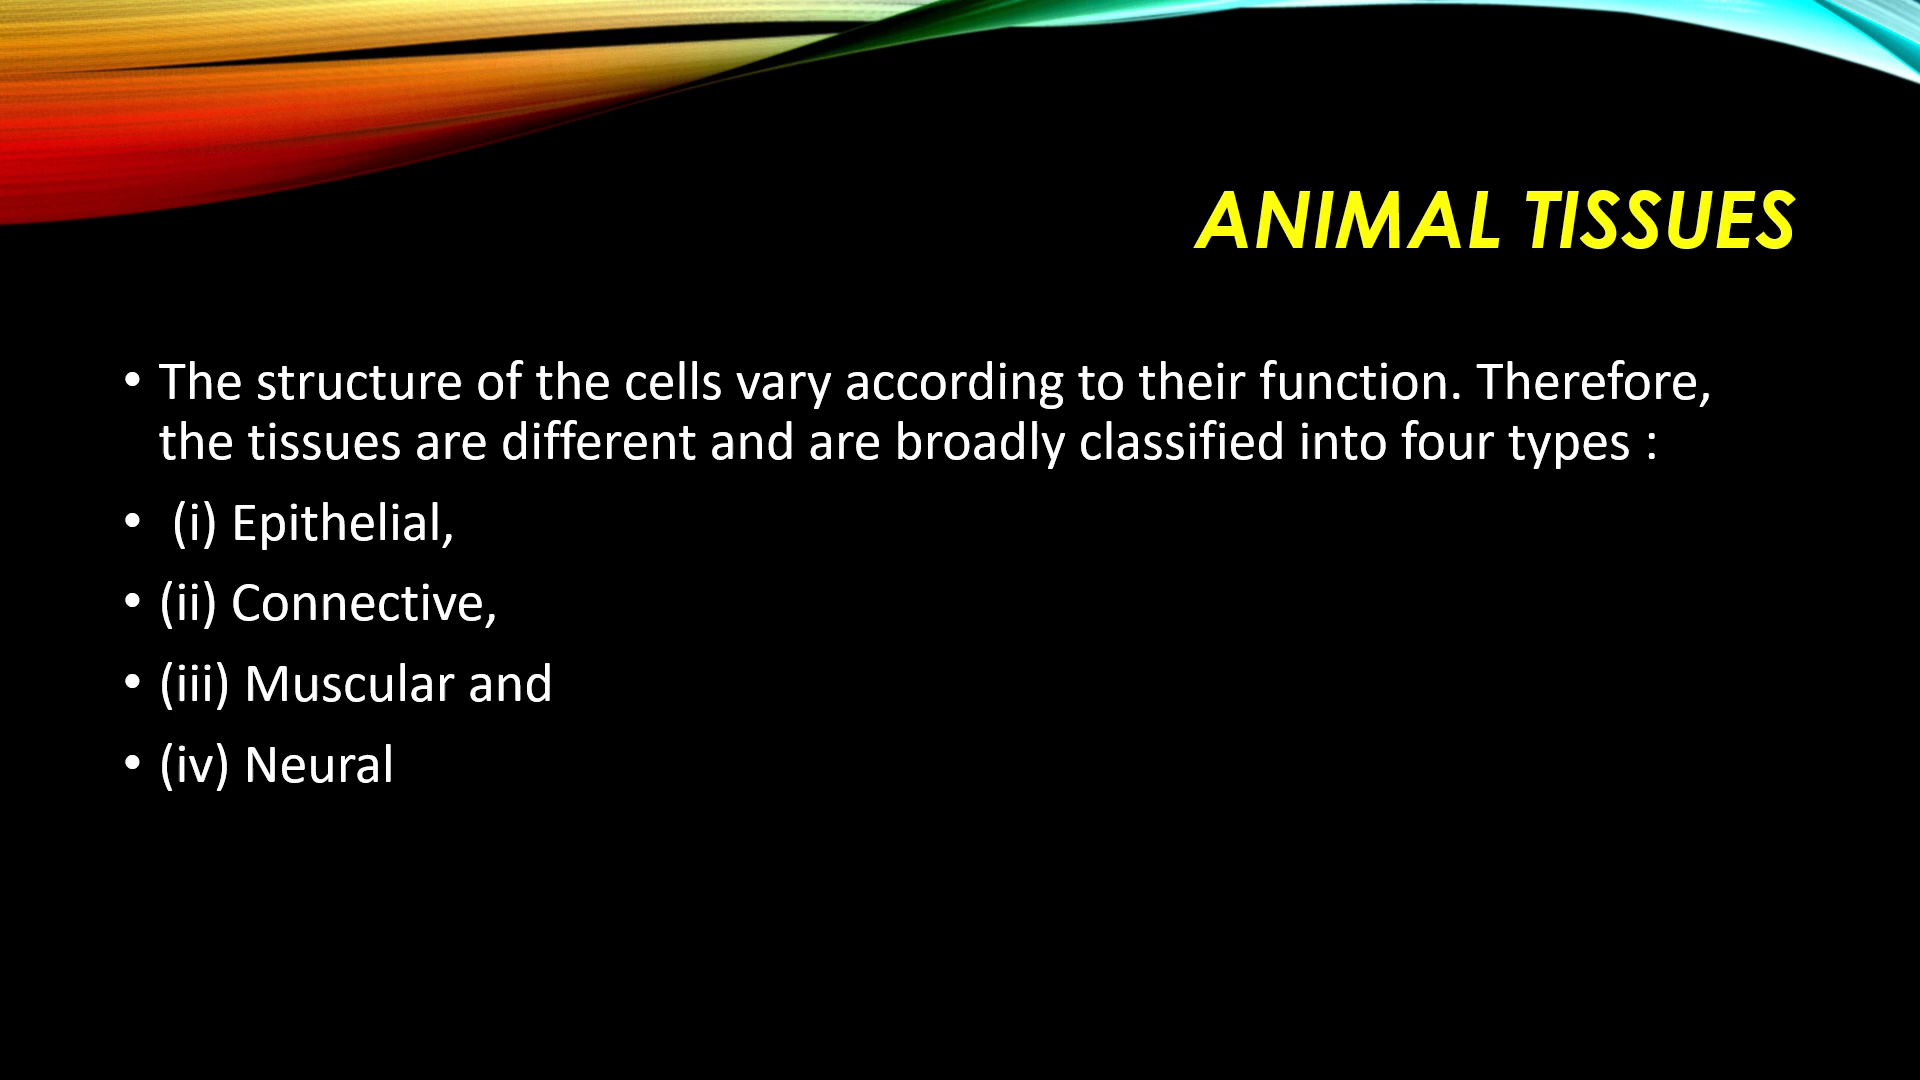 ANIMAL TISSUES
• The structure of the cells vary according to their function. Therefore,
the tissues are different and are broadly classified into four types :
• (i) Epithelial,
• (ii) Connective,
• (iii) Muscular and
• (iv) Neural